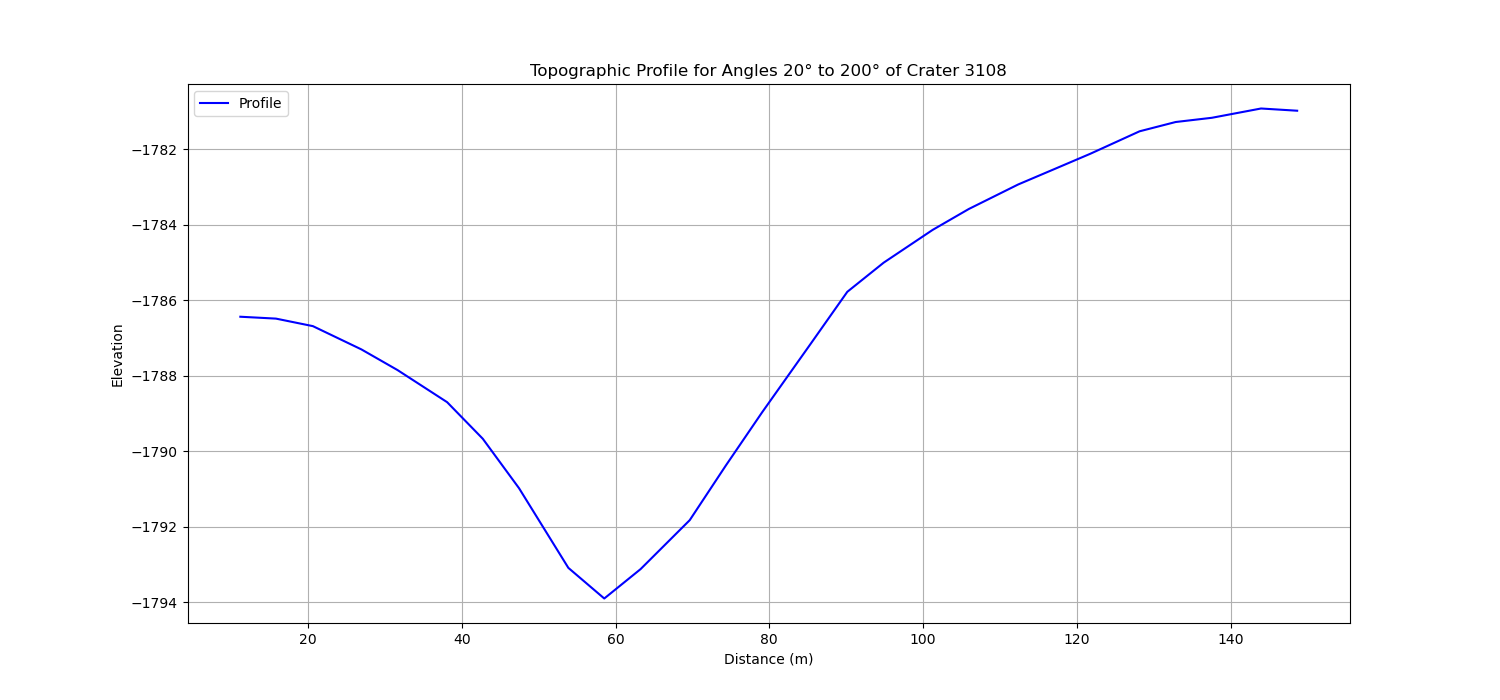 Topographic Profile for Angles 20° to 200° of Crater 3108
Profile
−1782
−1784
−1786
−1788
−1790
−1792
−1794
Elevation
20 40 60 80 100 120 140
Distance (m)